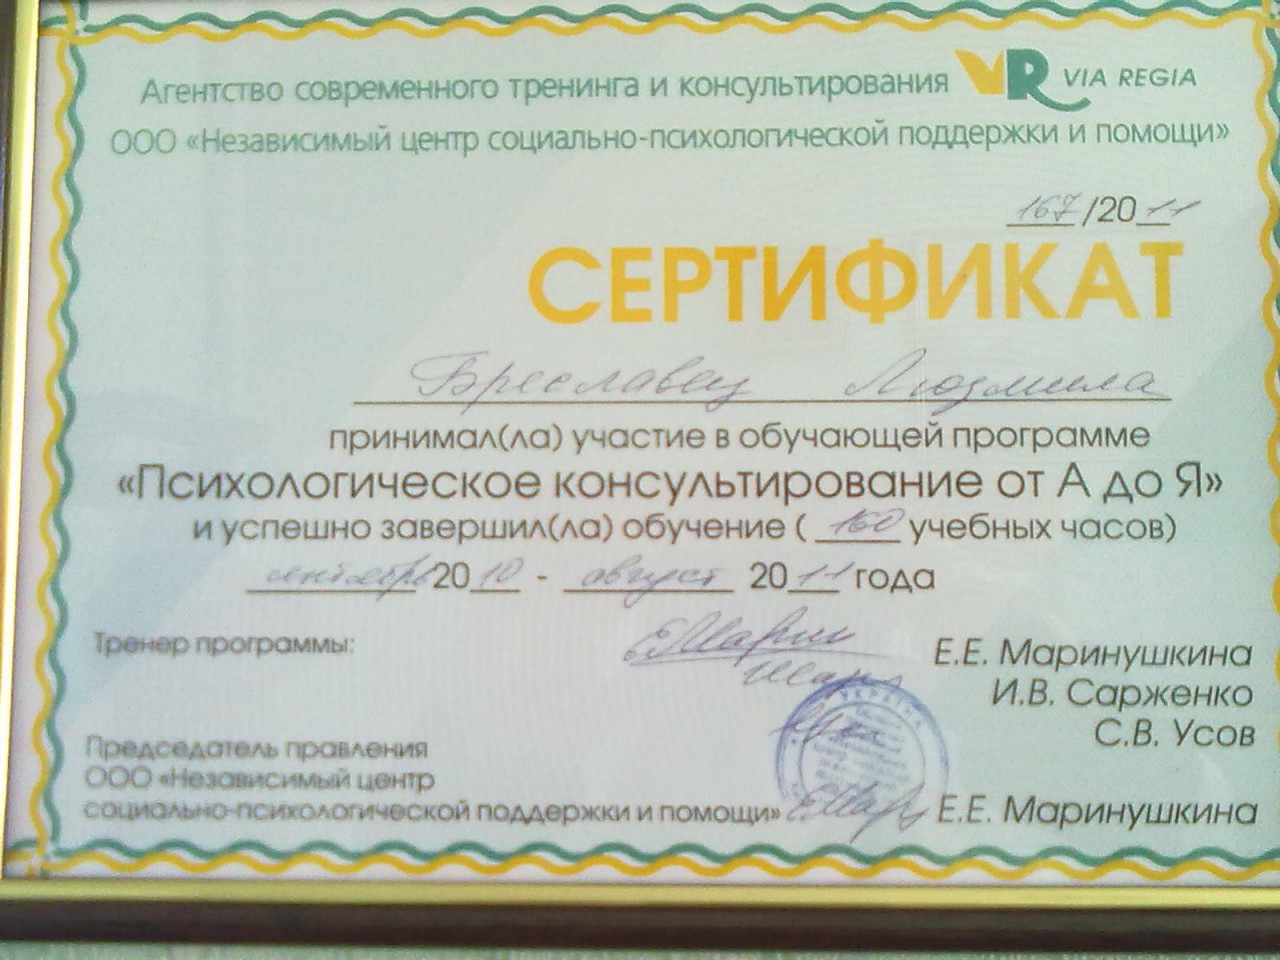 Агентство современного тренинга и консультирования VR VIA REGIA
ООО «Независимый центр социально-психологической поддержки и помощи»
167/2011
СЕРТИФИКАТ
Бреславец Людмила
принимал(ла) участие в обучающей программе
«Психологическое консультирование от А до Я»
и успешно завершил(ла) обучение ( 160 учебных часов)
сентябрь 2010 - август 2011 года
Тренер программы:
Е.Е. Маринушкина
И.В. Сарженко
С.В. Усов
УКРАЇНА
Председатель правления
ООО «Независимый центр
социально-психологической поддержки и помощи» Е.Е. Маринушкина